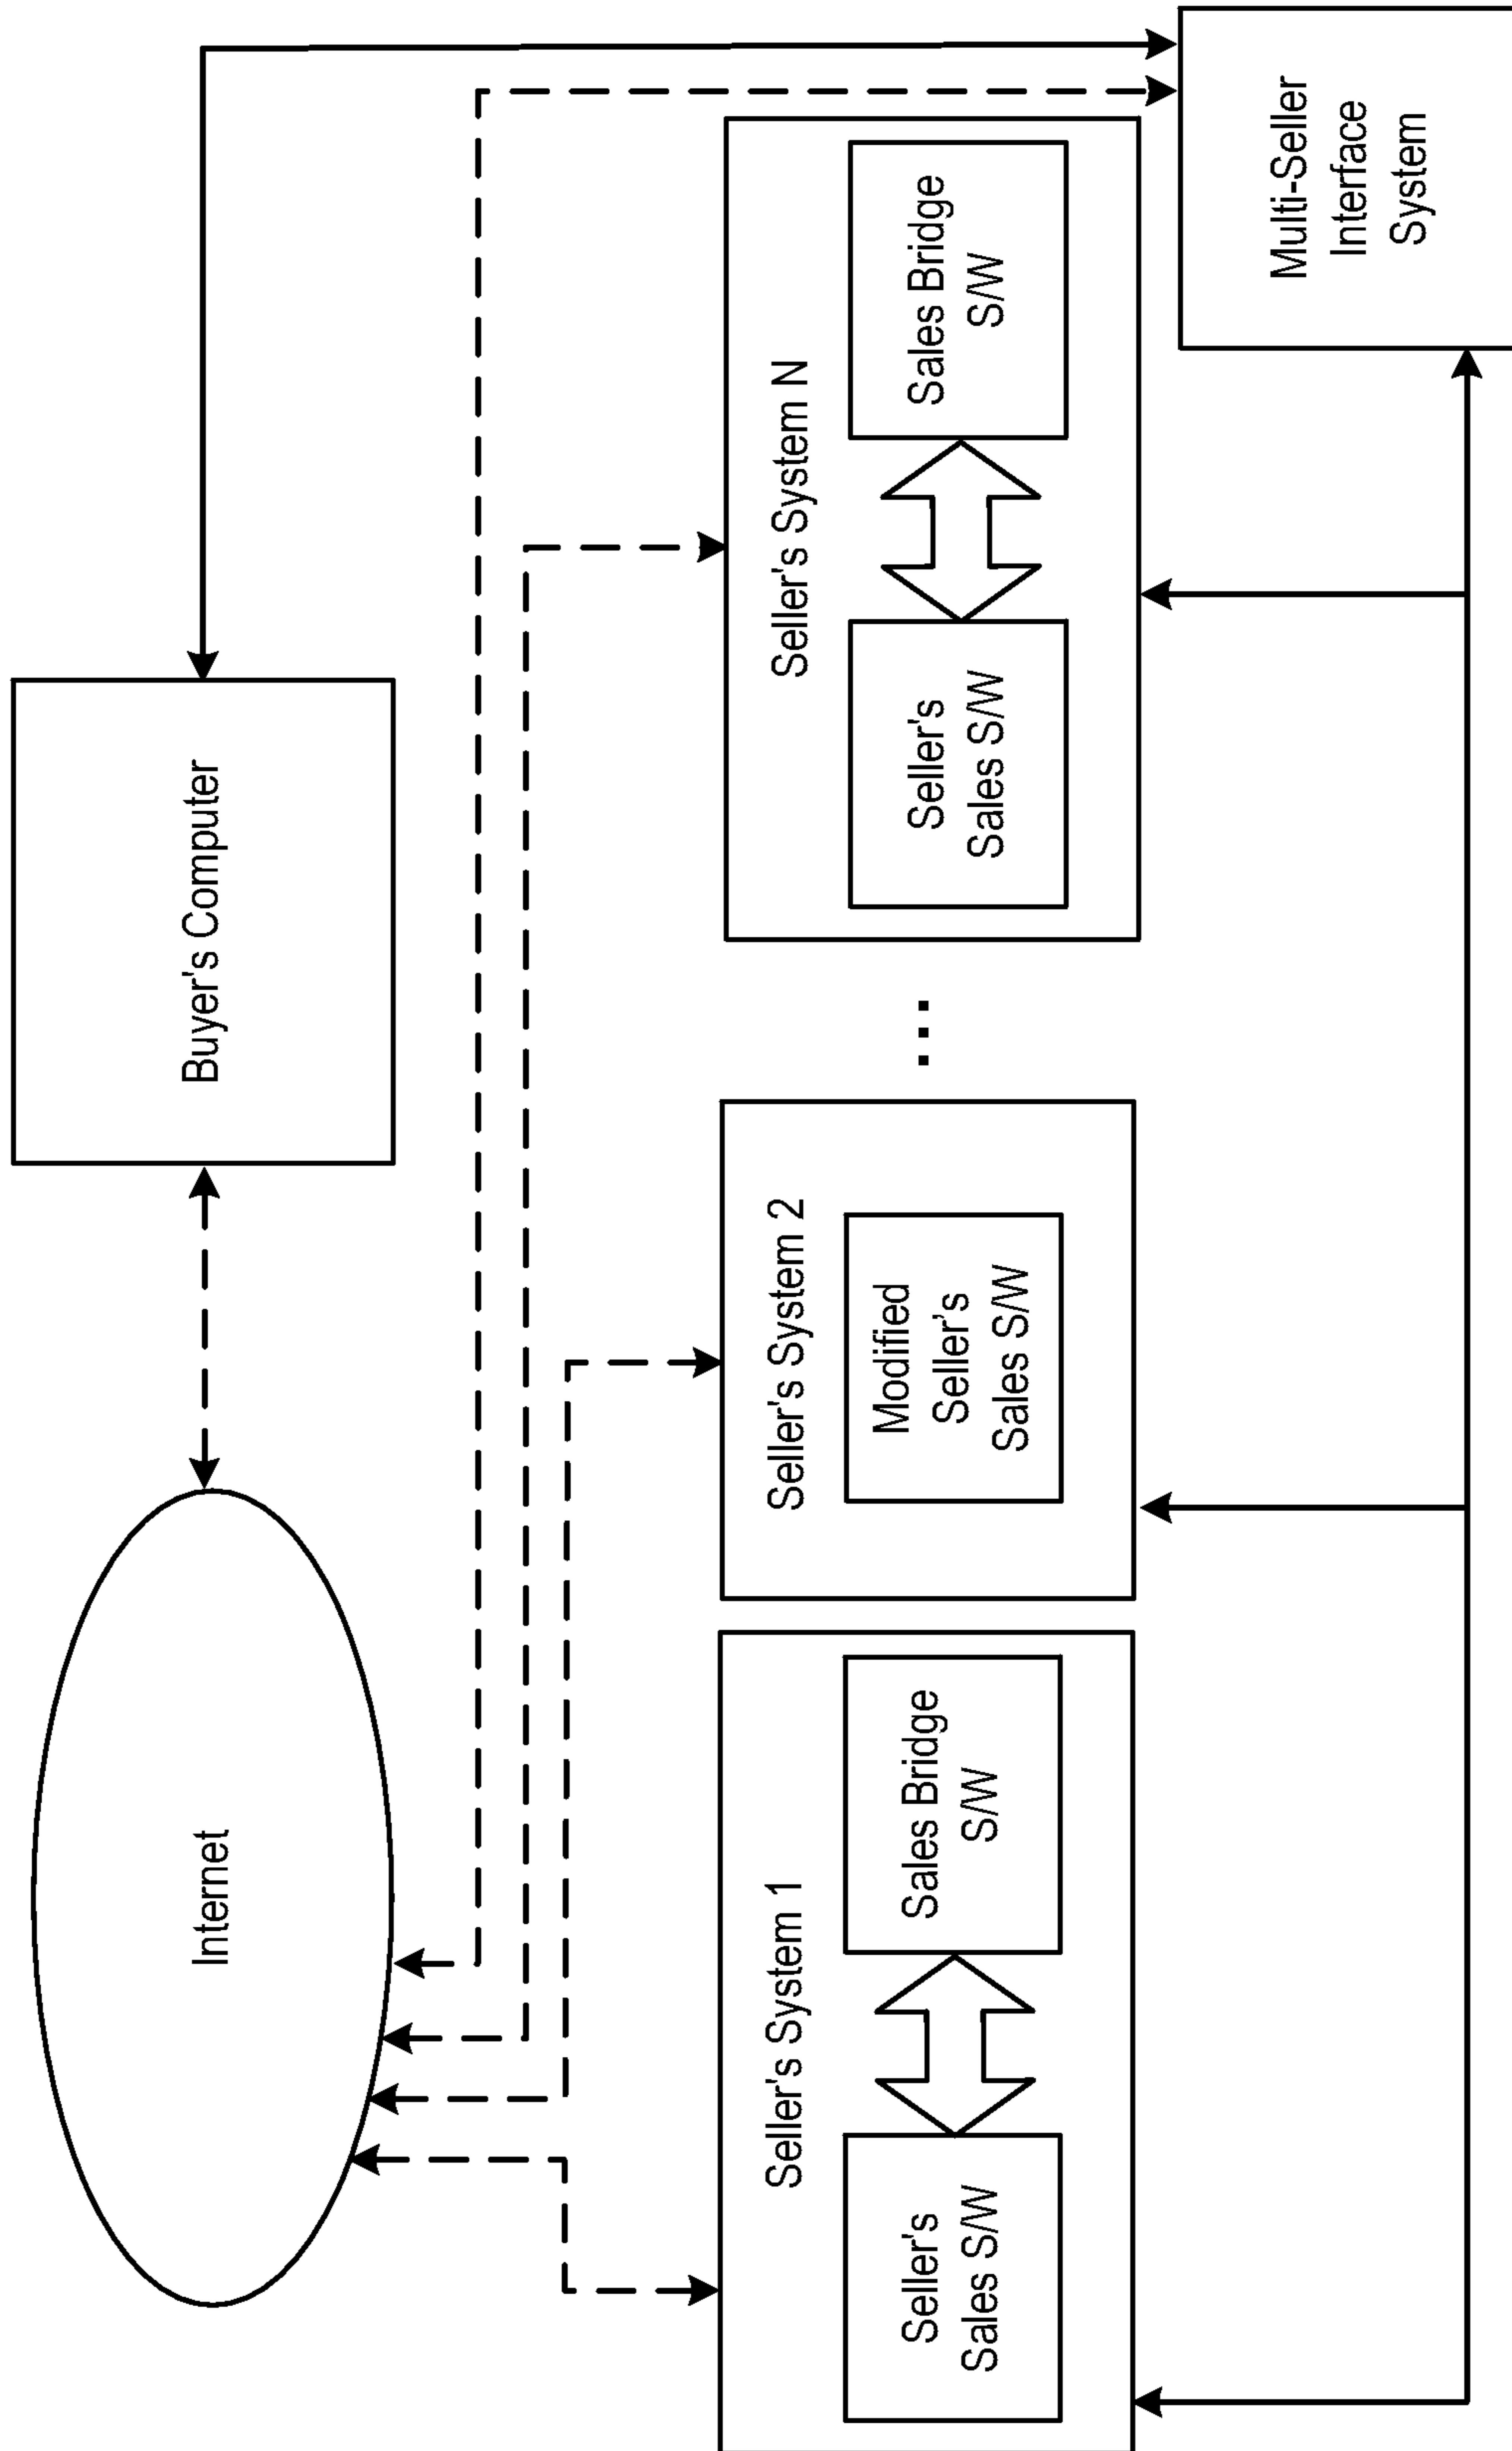 Internet
Buyer's Computer
Seller's System 1
Seller's
Sales S/W
Sales Bridge
S/W
Seller's System 2
Modified
Seller's
Sales S/W
...
Seller's System N
Seller's
Sales S/W
Sales Bridge
S/W
Multi-Seller
Interface
System